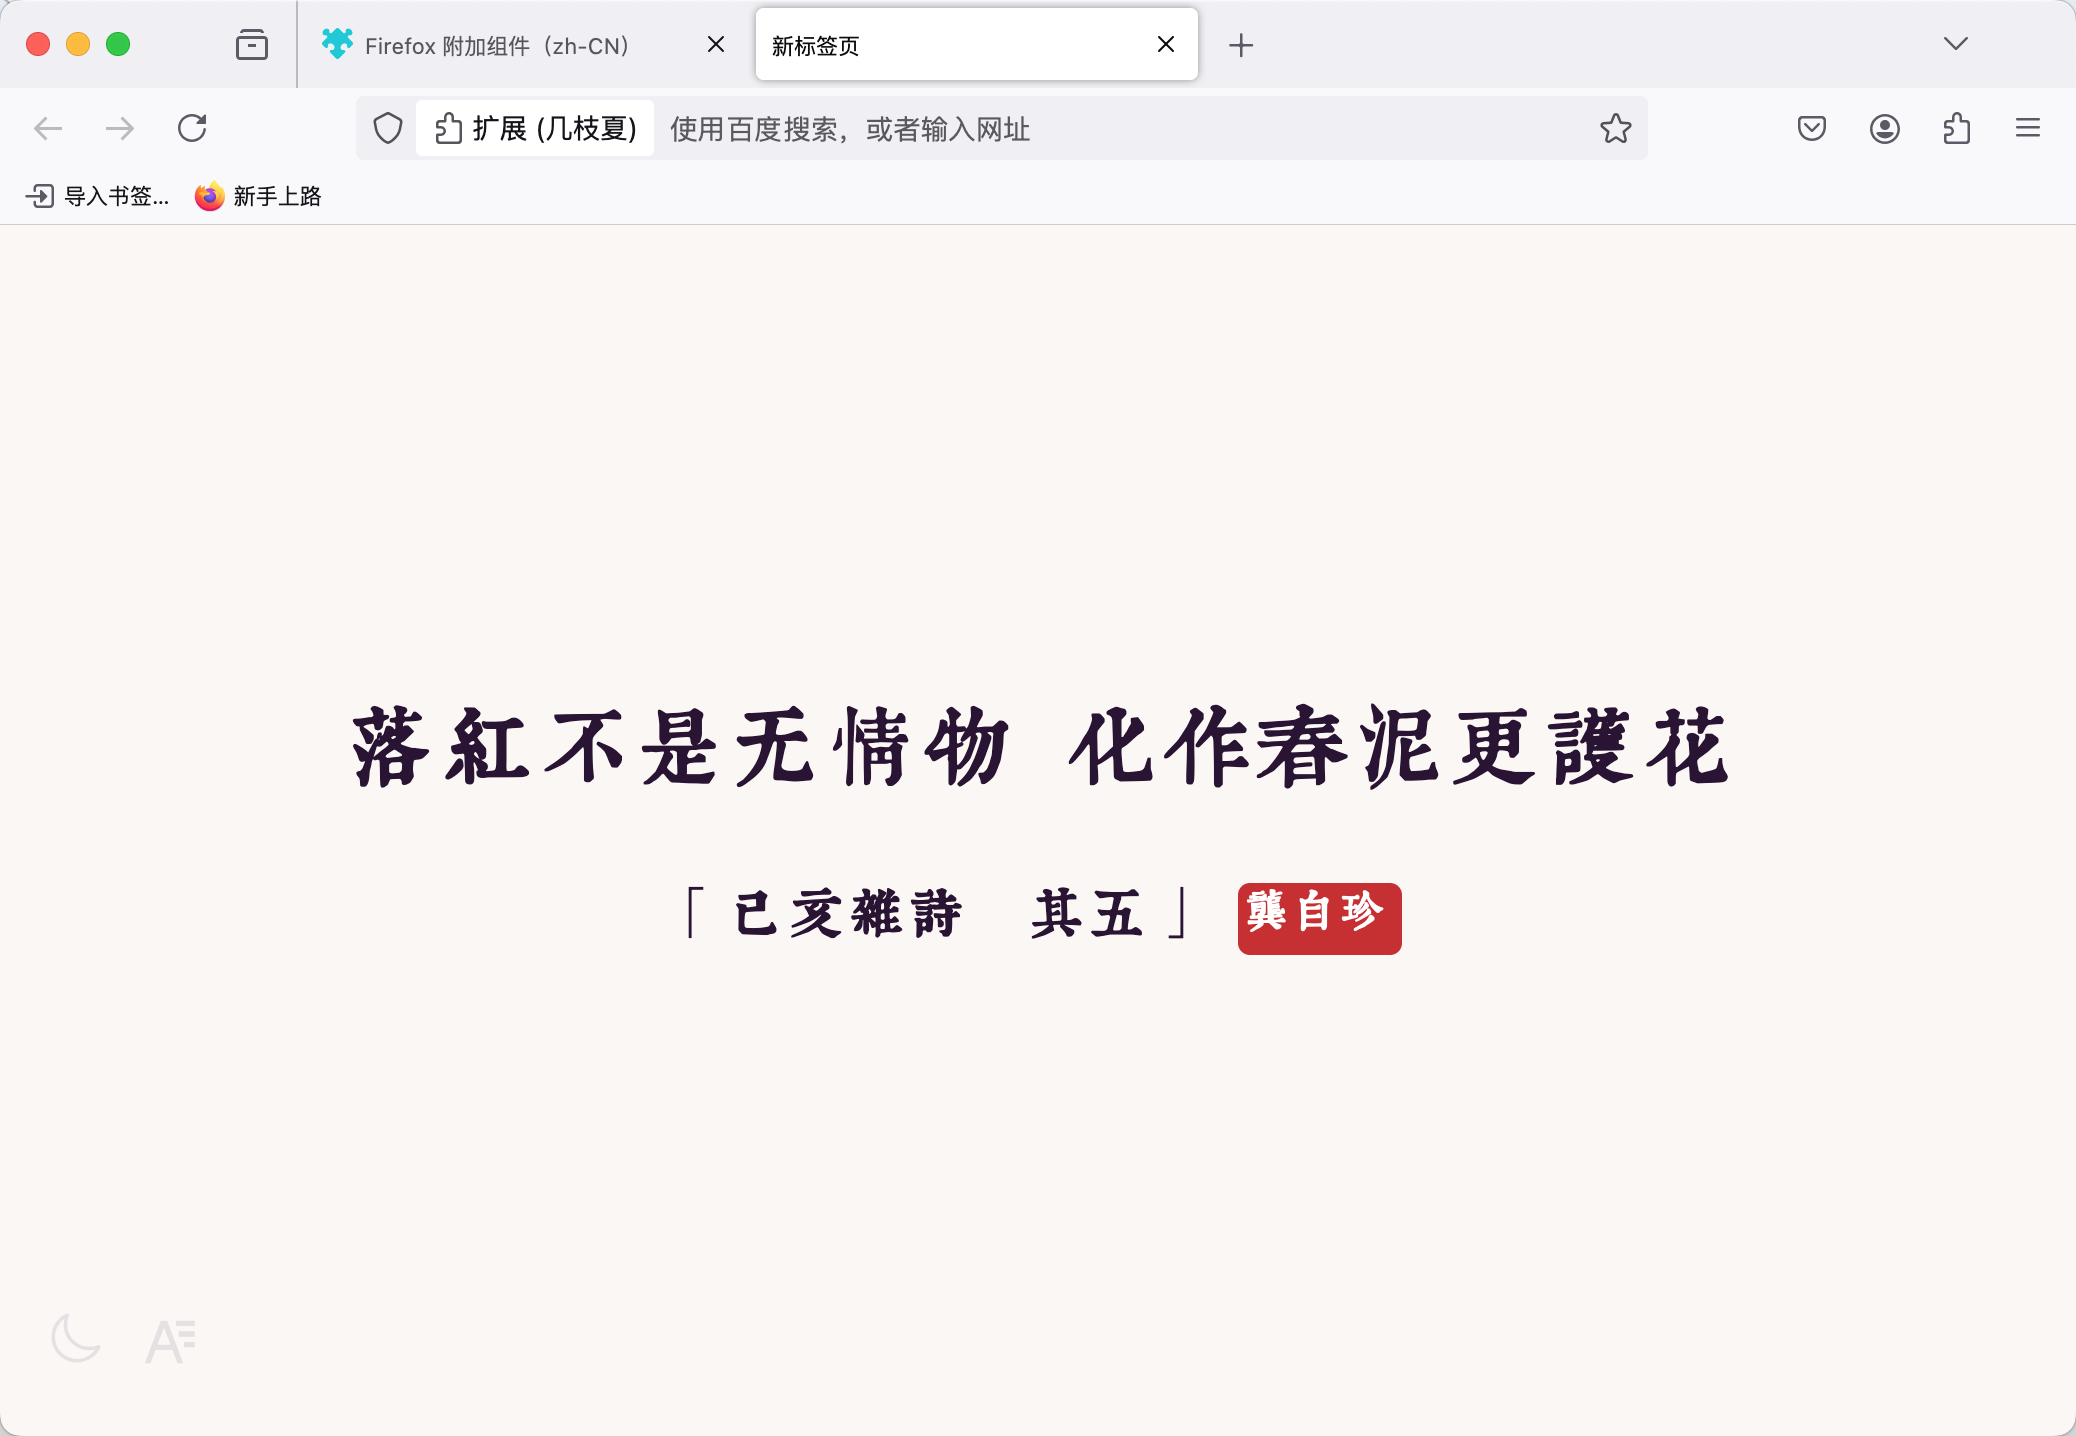 Firefox 附加组件（zh-CN）
新标签页
扩展 (几枝夏)
使用百度搜索，或者输入网址
导入书签...
新手上路
落紅不是无情物 化作春泥更護花
「己亥雜詩　其五」
龔自珍